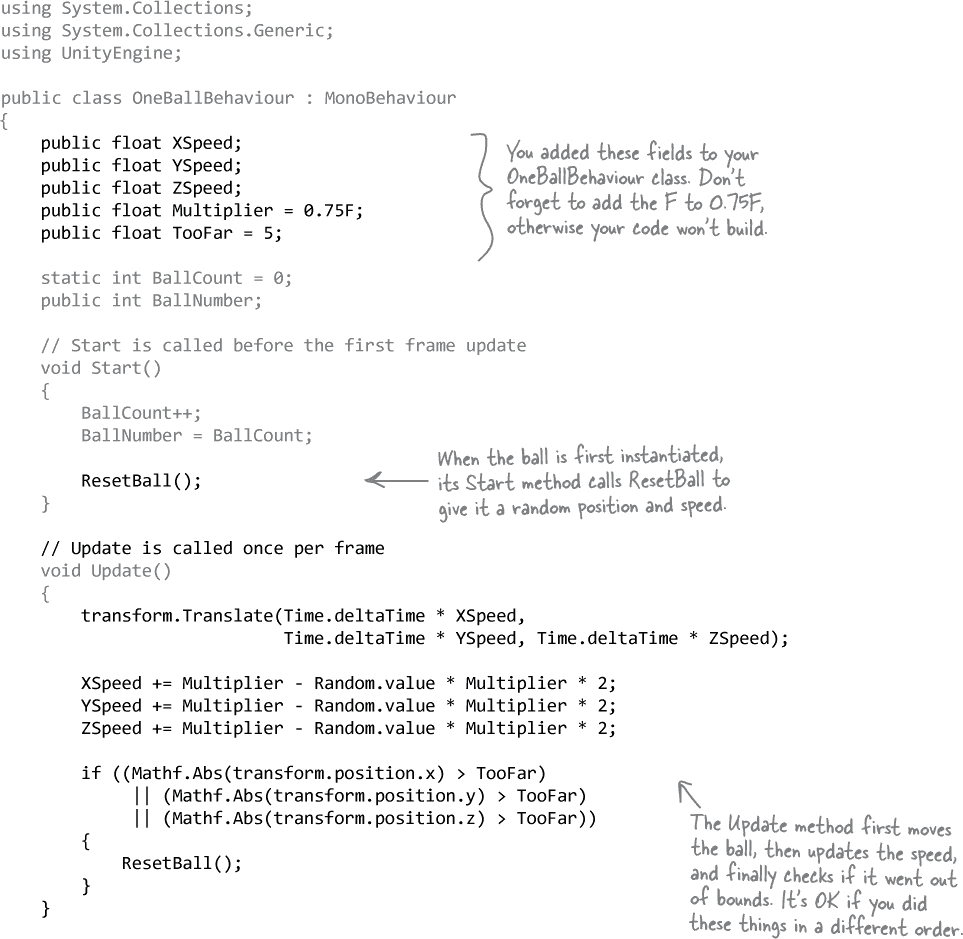 using System.Collections;
using System.Collections.Generic;
using UnityEngine;
public class OneBallBehaviour : MonoBehaviour
{
public float XSpeed;
public float YSpeed;
public float ZSpeed;
public float Multiplier = 0.75F;
public float TooFar = 5;
You added these fields to your
OneBallBehaviour class. Don't
forget to add the F to 0.75F,
otherwise your code won't build.
static int BallCount = 0;
public int BallNumber;
// Start is called before the first frame update
void Start()
{
BallCount++;
BallNumber = BallCount;
ResetBall();
}
When the ball is first instantiated,
its Start method calls ResetBall to
give it a random position and speed.
// Update is called once per frame
void Update()
{
transform.Translate(Time.deltaTime * XSpeed,
Time.deltaTime * YSpeed, Time.deltaTime * ZSpeed);
XSpeed += Multiplier - Random.value * Multiplier * 2;
YSpeed += Multiplier - Random.value * Multiplier * 2;
ZSpeed += Multiplier - Random.value * Multiplier * 2;
if ((Mathf.Abs(transform.position.x) > TooFar)
|| (Mathf.Abs(transform.position.y) > TooFar)
|| (Mathf.Abs(transform.position.z) > TooFar))
{
ResetBall();
}
}
The Update method first moves
the ball, then updates the speed,
and finally checks if it went out
of bounds. It's OK if you did
these things in a different order.